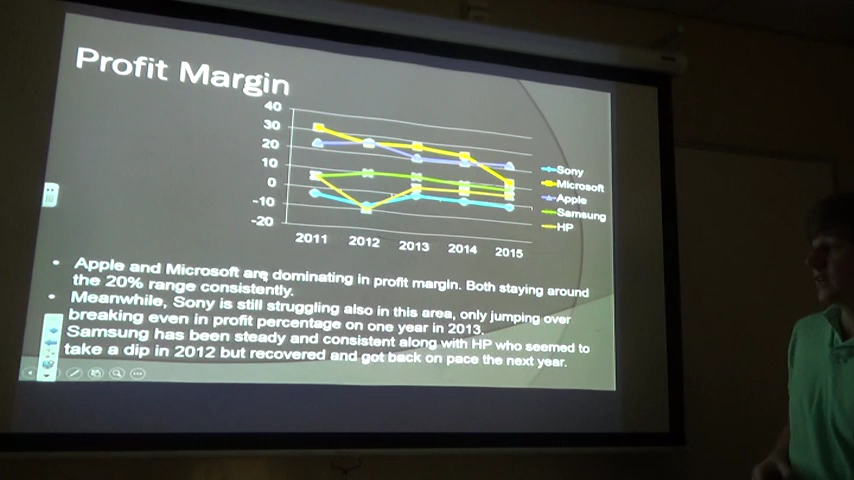 Profit Margin
40
30
20
10
0
-10
-20
2011 2012 2013 2014 2015
Sony
Microsoft
Apple
Samsung
HP
• Apple and Microsoft are dominating in profit margin. Both staying around
the 20% range consistently.
• Meanwhile, Sony is still struggling also in this area, only jumping over
breaking even in profit percentage on one year in 2013.
Samsung has been steady and consistent along with HP who seemed to
take a dip in 2012 but recovered and got back on pace the next year.